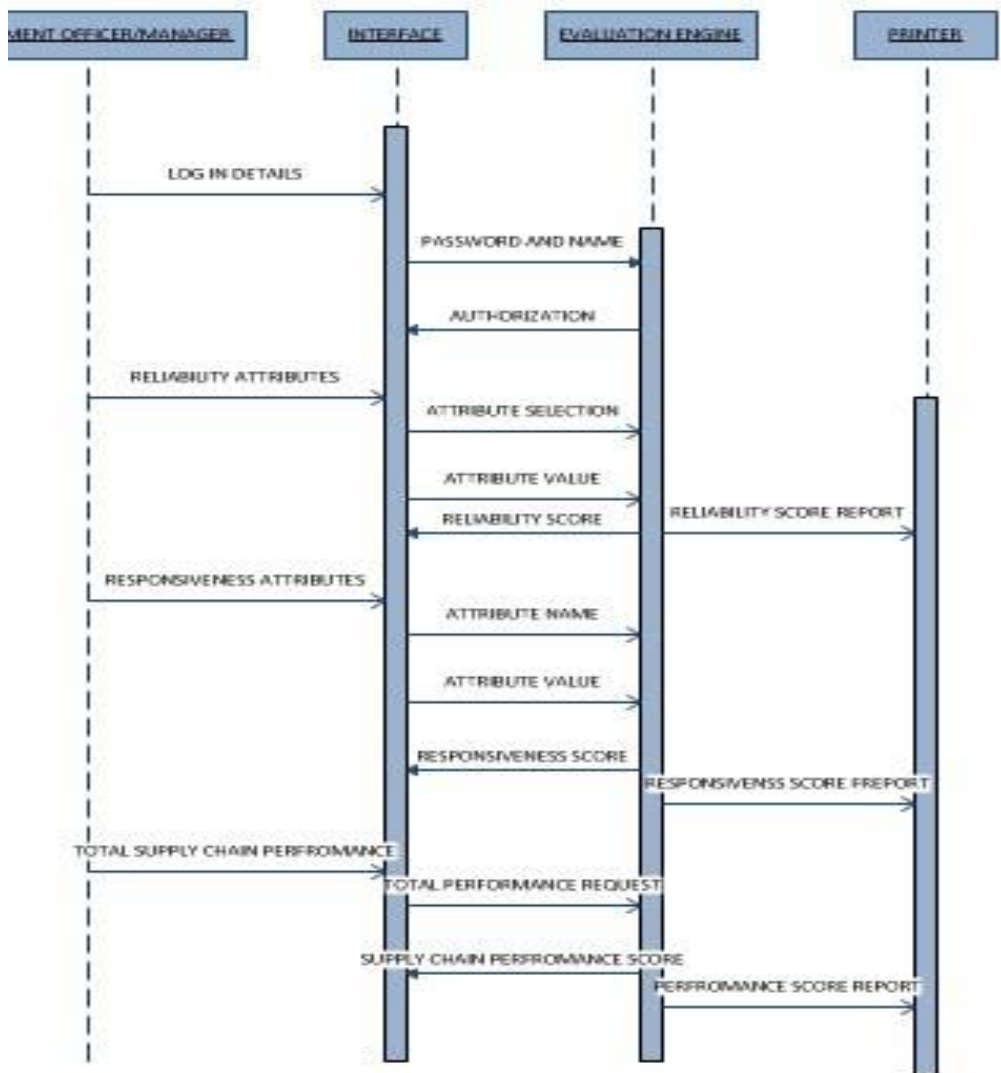 MENT OFFICER/MANAGER
INTERFACE
EVALUATION ENGINE
PRINTER
LOG IN DETAILS
PASSWORD AND NAME
AUTHORIZATION
RELIABILITY ATTRIBUTES
ATTRIBUTE SELECTION
ATTRIBUTE VALUE
RELIABILITY SCORE
RELIABILITY SCORE REPORT
RESPONSIVENESS ATTRIBUTES
ATTRIBUTE NAME
ATTRIBUTE VALUE
RESPONSIVENESS SCORE
RESPONSIVENSS SCORE FREPORT
TOTAL SUPPLY CHAIN PERFROMANCE
TOTAL PERFORMANCE REQUEST
SUPPLY CHAIN PERFROMANCE SCORE
PERFROMANCE SCORE REPORT